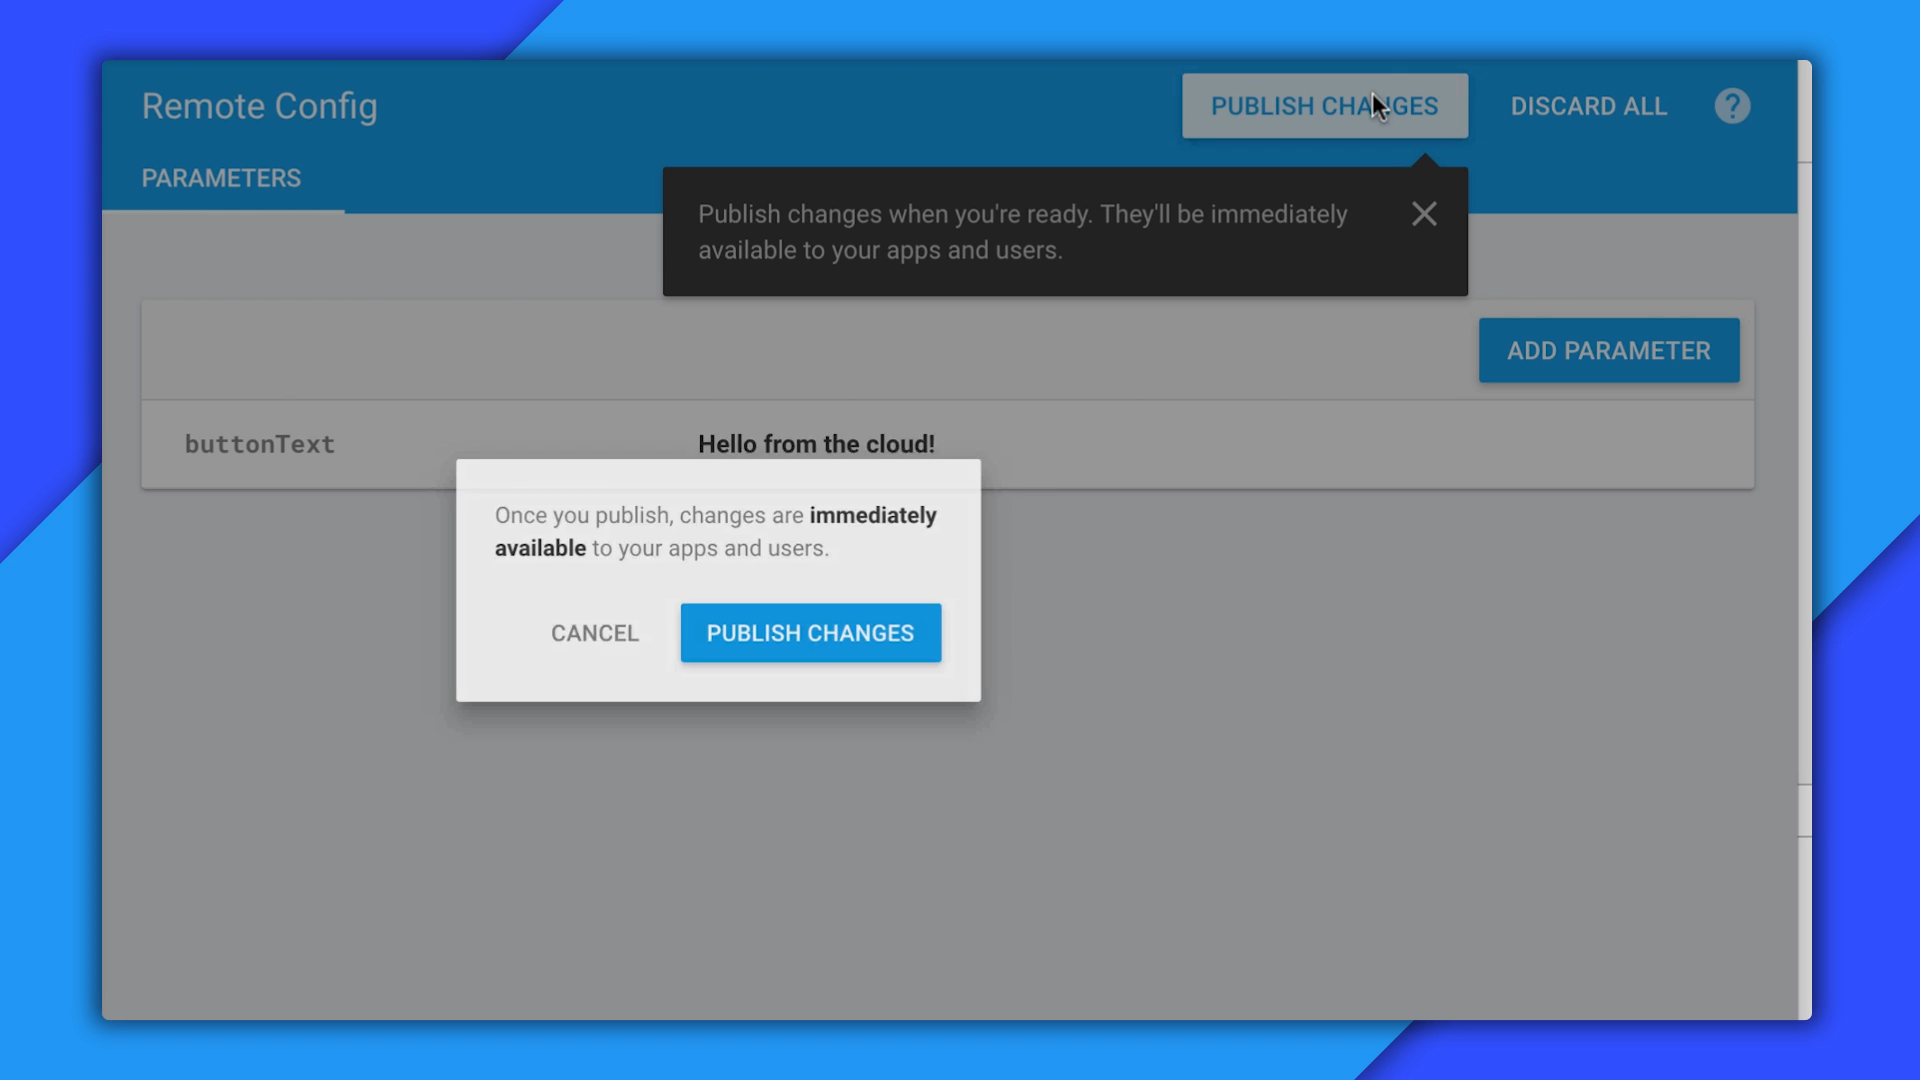 Remote Config
PUBLISH CHANGES
DISCARD ALL
?
PARAMETERS
Publish changes when you're ready. They'll be immediately
available to your apps and users.
ADD PARAMETER
buttonText
Hello from the cloud!
Once you publish, changes are immediately
available to your apps and users.
CANCEL
PUBLISH CHANGES